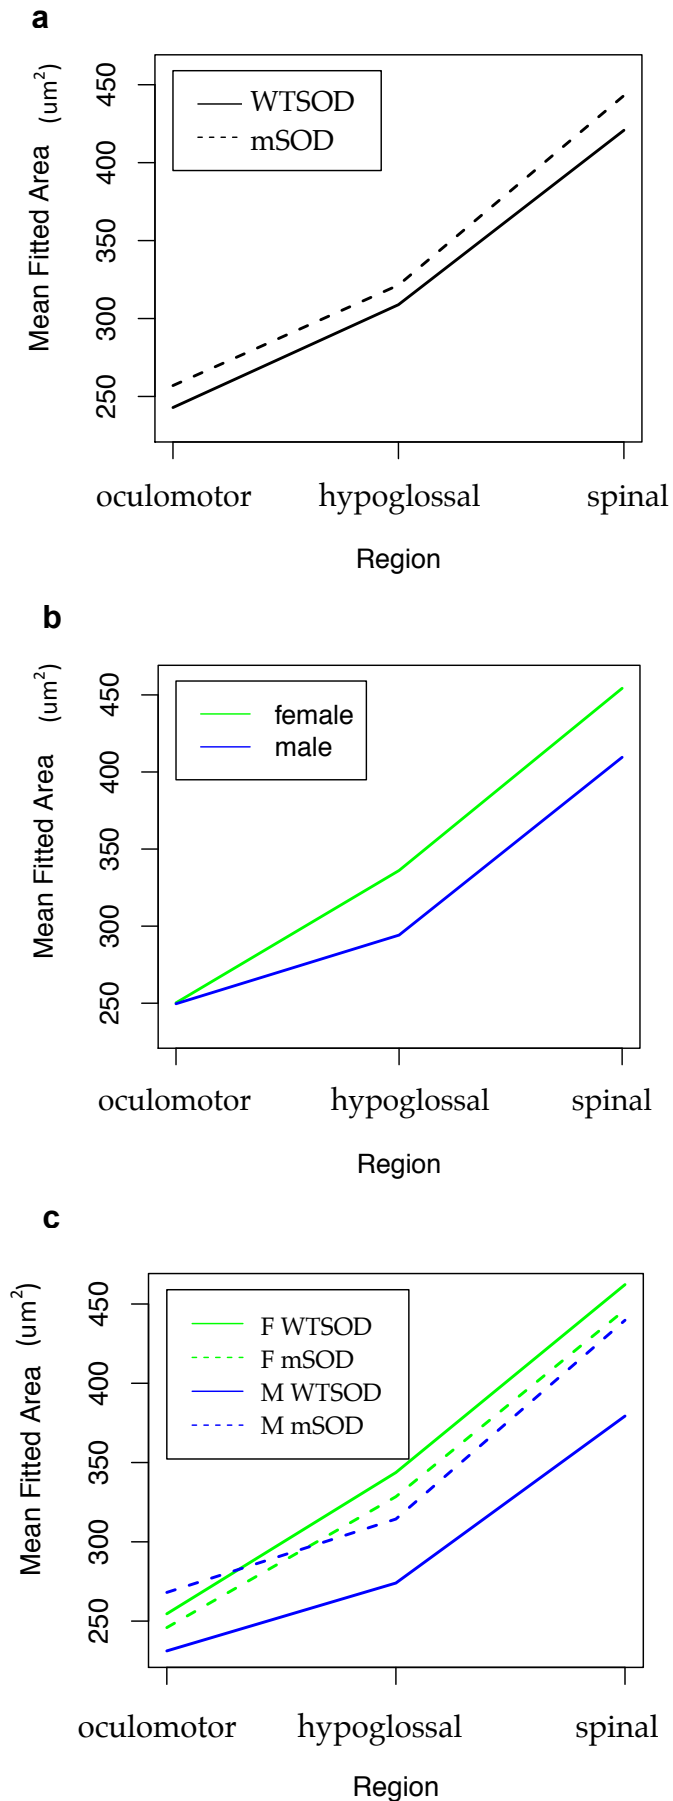 a
Mean Fitted Area (um²)
450
400
350
300
250
WTSOD
mSOD
oculomotor hypoglossal spinal
Region
b
Mean Fitted Area (um²)
450
400
350
300
250
female
male
oculomotor hypoglossal spinal
Region
c
Mean Fitted Area (um²)
450
400
350
300
250
F WTSOD
F mSOD
M WTSOD
M mSOD
oculomotor hypoglossal spinal
Region